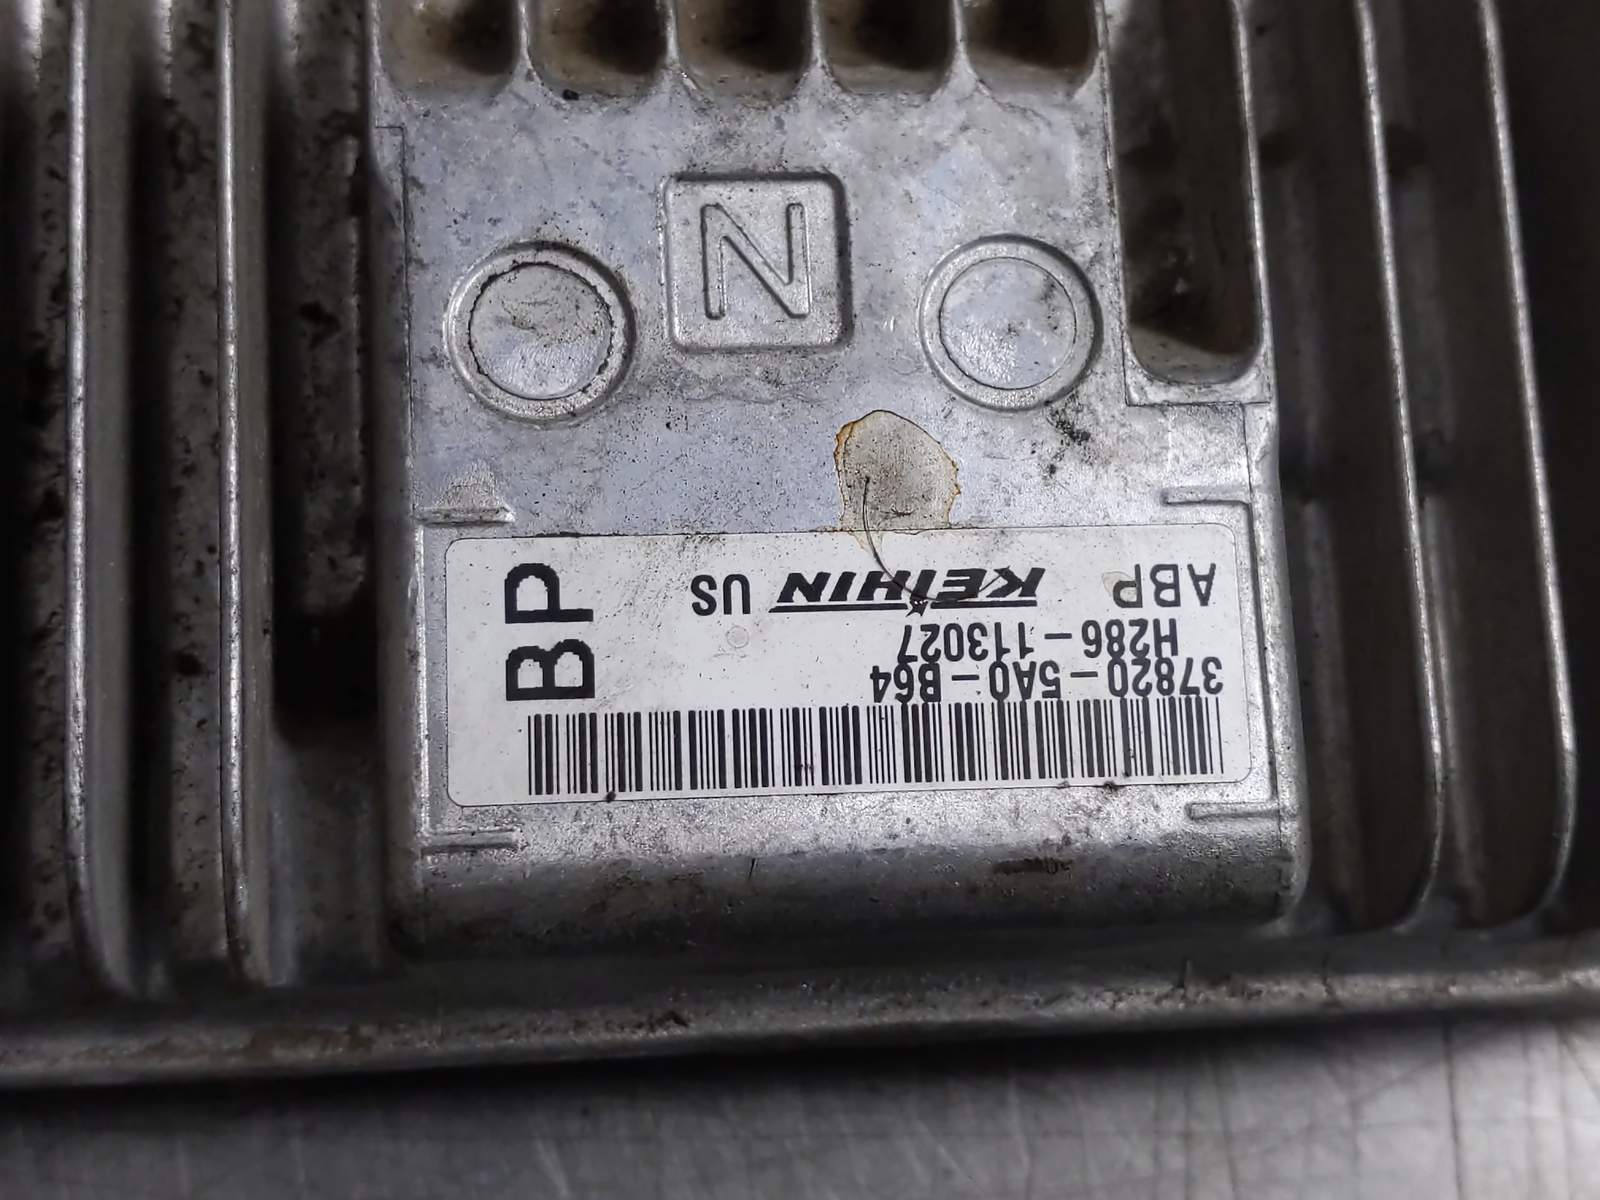 N
37820-5A0-B64
H286-113027
ABP KEIHIN US
BP